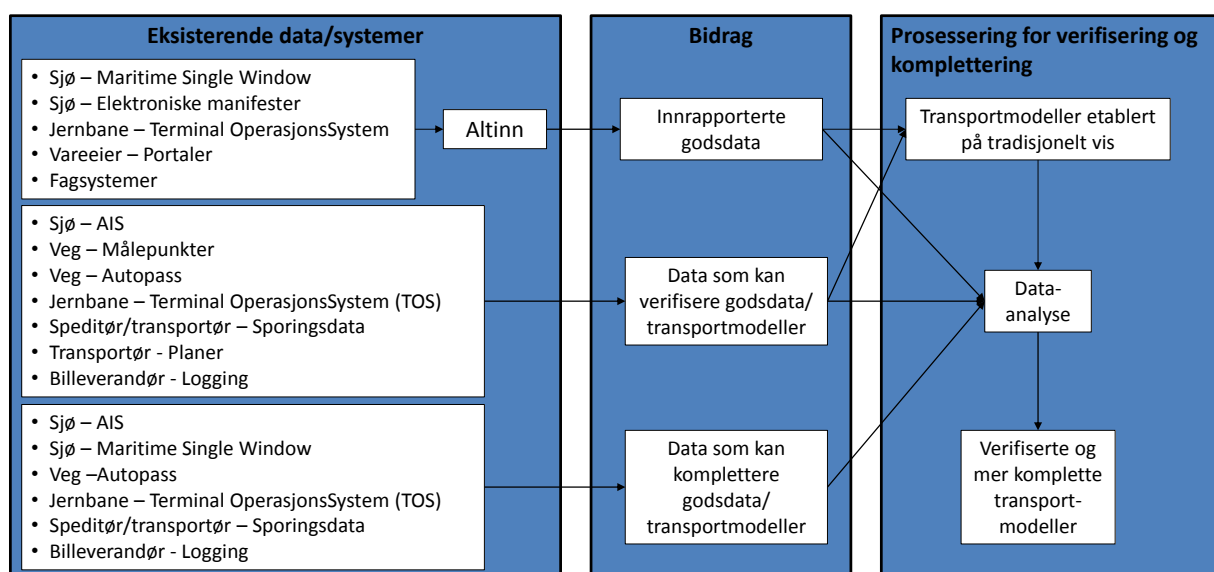 Eksisterende data/systemer
• Sjø – Maritime Single Window
• Sjø – Elektroniske manifester
• Jernbane – Terminal OperasjonsSystem
• Vareeier – Portaler
• Fagsystemer
Altinn
• Sjø – AIS
• Veg – Målepunkter
• Veg – Autopass
• Jernbane – Terminal OperasjonsSystem (TOS)
• Speditør/transportør – Sporingsdata
• Transportør - Planer
• Billeverandør - Logging
• Sjø – AIS
• Sjø – Maritime Single Window
• Veg –Autopass
• Jernbane – Terminal OperasjonsSystem (TOS)
• Speditør/transportør – Sporingsdata
• Billeverandør - Logging
Bidrag
Innrapporterte
godsdata
Data som kan
verifisere godsdata/
transportmodeller
Data som kan
komplettere
godsdata/
transportmodeller
Prosessering for verifisering og
komplettering
Transportmodeller etablert
på tradisjonelt vis
Data-
analyse
Verifiserte og
mer komplette
transport-
modeller